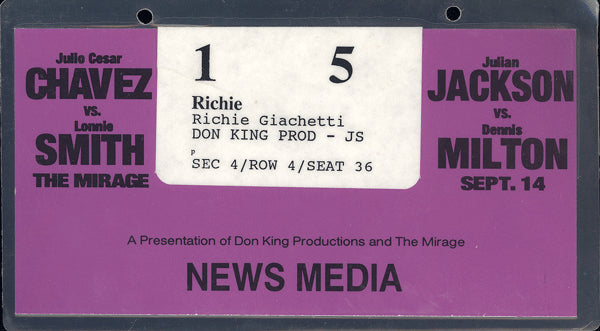 Julio Cesar
CHAVEZ
VS.
Lonnie
SMITH
THE MIRAGE
1 5
Richie
Richie Giachetti
DON KING PROD - JS
P
SEC 4/ROW 4/SEAT 36
Julian
JACKSON
VS.
Dennis
MILTON
SEPT. 14
A Presentation of Don King Productions and The Mirage
NEWS MEDIA